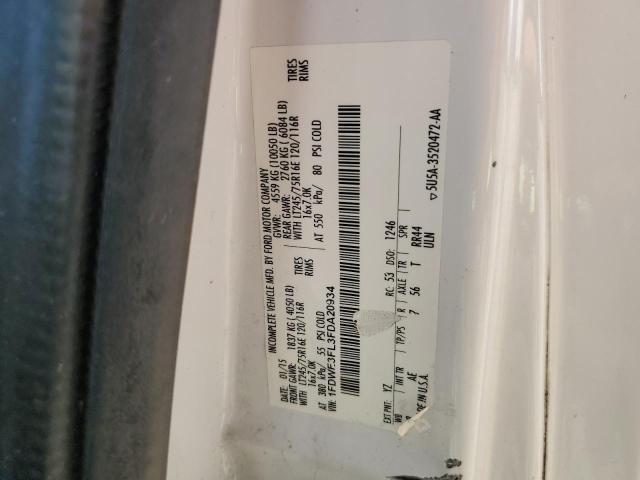 INCOMPLETE VEHICLE MFD. BY FORD MOTOR COMPANY
DATE: 01/15 GVWR: 4559 KG (10050 LB)
FRONT GAWR: 1837 KG (4050 LB) REAR GAWR: 2760 KG ( 6084 LB)
WITH LT245/75R16E 120/116R TIRES WITH LT245/75R16E 120/116R TIRES
16x7.0K RIMS 16x7.0K RIMS
AT 380 kPa/ 55 PSI COLD AT 550 kPa/ 80 PSI COLD
VIN: 1FDWE3FL3FDA20934
EXT PNT: YZ RC: 53 DSO: 1246
WB INT TR TP/PS R AXLE TR SPR
AE 7 56 T RR44
DE IN U.S.A. ULN
▽ 5U5A-3520472-AA